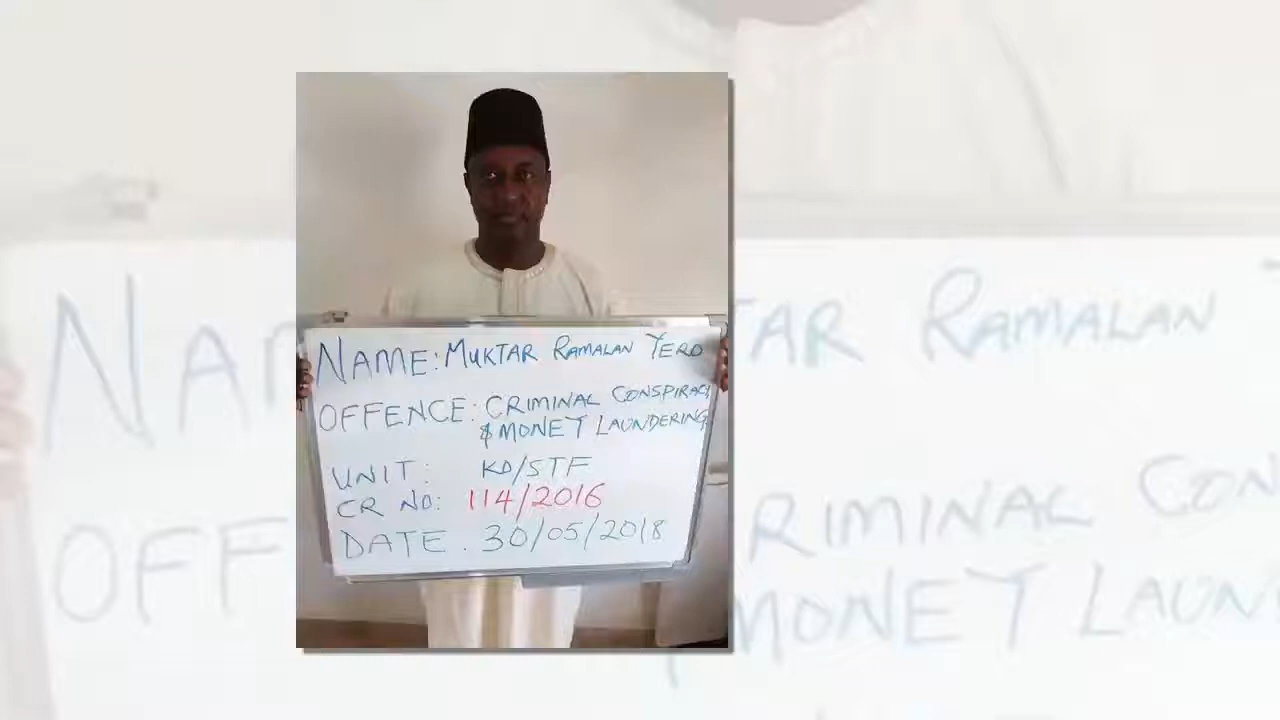 NAME: MUKTAR RAMALAN YERO
OFFENCE: CRIMINAL CONSPIRACY
& MONEY LAUNDERING
UNIT: KD/STF
CR NO: 114/2016
DATE. 30/05/2018